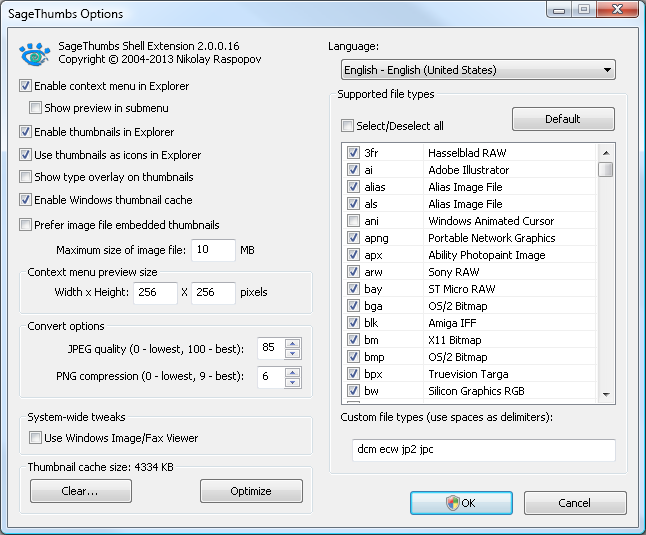 SageThumbs Options
SageThumbs Shell Extension 2.0.0.16
Copyright © 2004-2013 Nikolay Raspopov
Enable context menu in Explorer
Show preview in submenu
Enable thumbnails in Explorer
Use thumbnails as icons in Explorer
Show type overlay on thumbnails
Enable Windows thumbnail cache
Prefer image file embedded thumbnails
Maximum size of image file: 10 MB
Context menu preview size
Width x Height: 256 X 256 pixels
Convert options
JPEG quality (0 - lowest, 100 - best): 85
PNG compression (0 - lowest, 9 - best): 6
System-wide tweaks
Use Windows Image/Fax Viewer
Thumbnail cache size: 4334 KB
Clear... Optimize
Language:
English - English (United States)
Supported file types
Select/Deselect all Default
3fr Hasselblad RAW
ai Adobe Illustrator
alias Alias Image File
als Alias Image File
ani Windows Animated Cursor
apng Portable Network Graphics
apx Ability Photopaint Image
arw Sony RAW
bay ST Micro RAW
bga OS/2 Bitmap
blk Amiga IFF
bm X11 Bitmap
bmp OS/2 Bitmap
bpx Truevision Targa
bw Silicon Graphics RGB
Custom file types (use spaces as delimiters):
dcm ecw jp2 jpc
OK Cancel